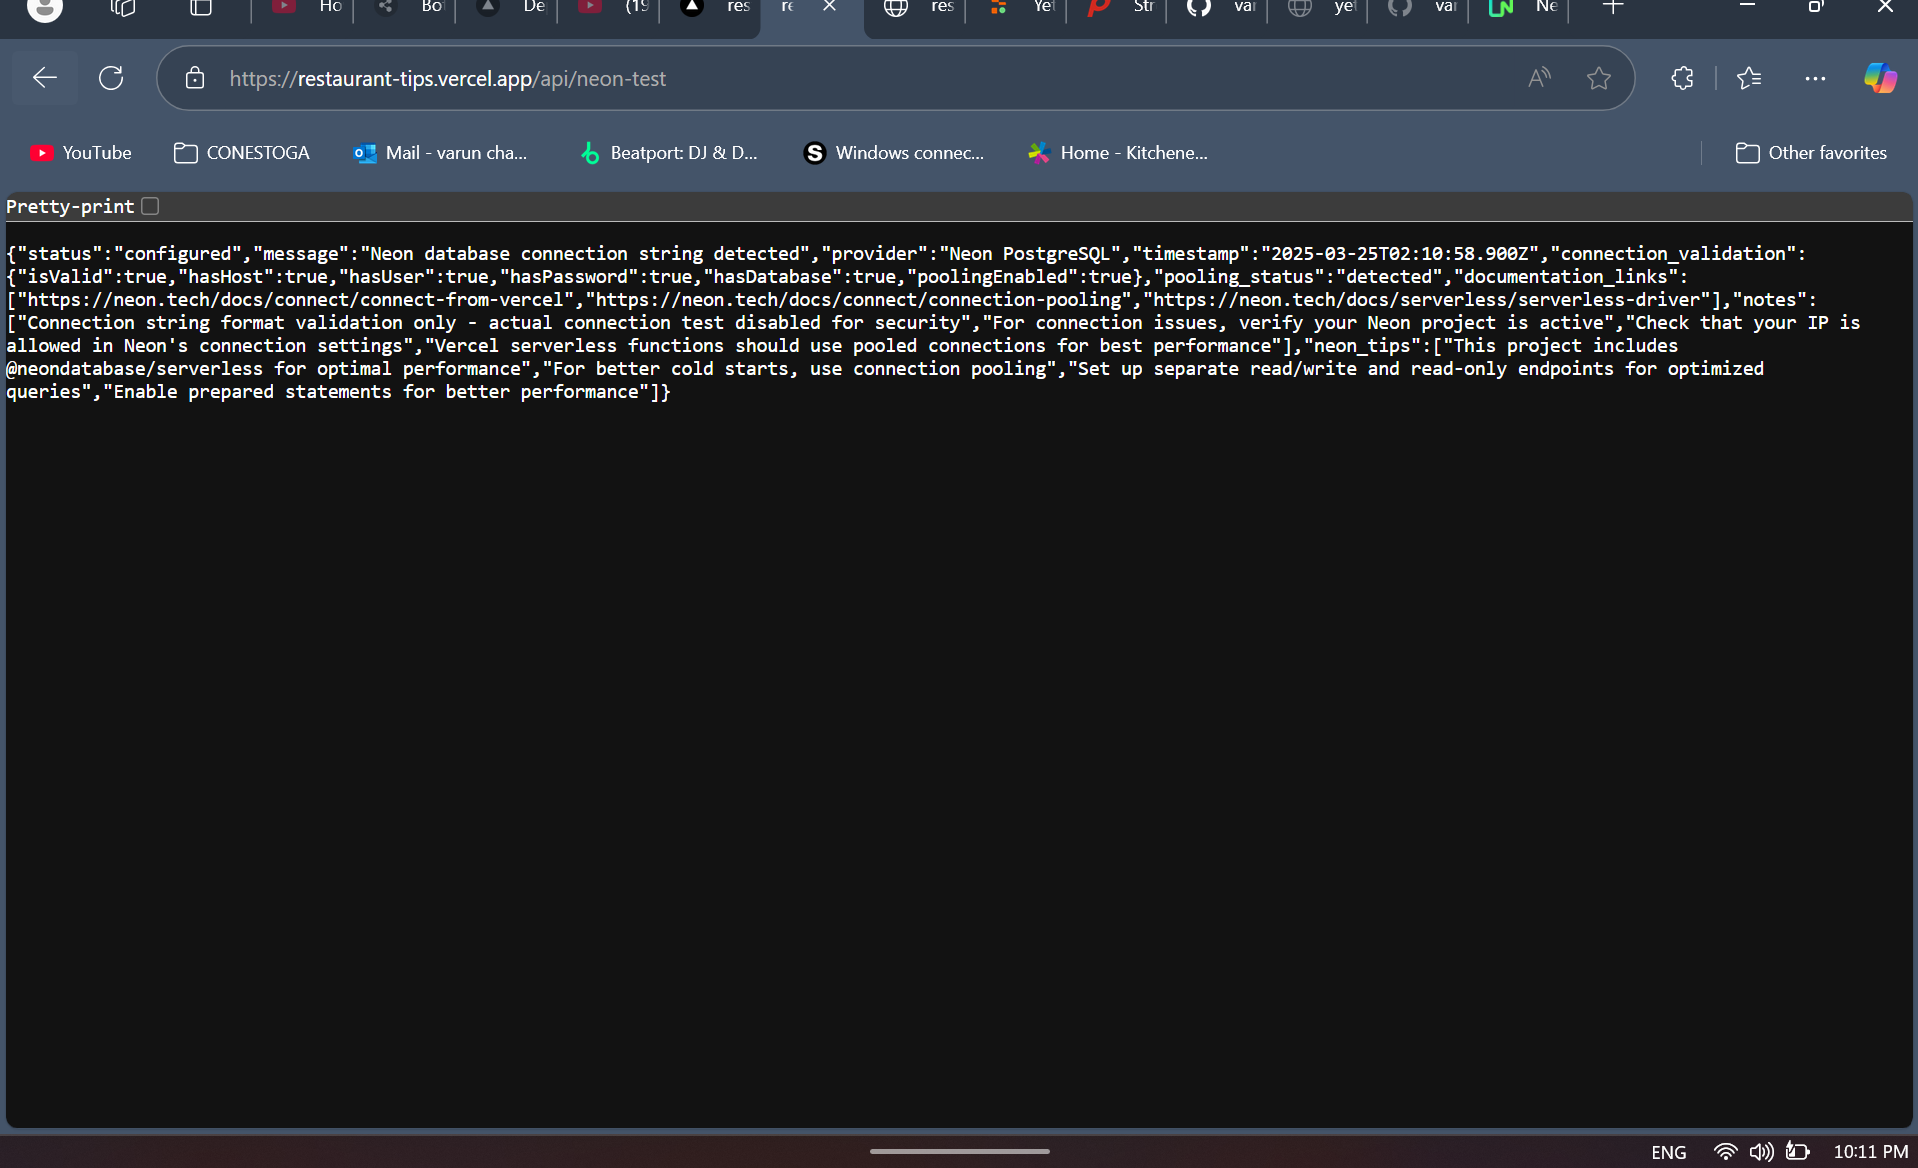 Ho
Bo
De
(19
res
re
res
Yet
Str
var
yet
var
Ne
https://restaurant-tips.vercel.app/api/neon-test
YouTube
CONESTOGA
Mail - varun cha...
Beatport: DJ & D...
Windows connec...
Home - Kitchene...
Other favorites
Pretty-print
{"status":"configured","message":"Neon database connection string detected","provider":"Neon PostgreSQL","timestamp":"2025-03-25T02:10:58.900Z","connection_validation":
{"isValid":true,"hasHost":true,"hasUser":true,"hasPassword":true,"hasDatabase":true,"poolingEnabled":true},"pooling_status":"detected","documentation_links":
["https://neon.tech/docs/connect/connect-from-vercel","https://neon.tech/docs/connect/connection-pooling","https://neon.tech/docs/serverless/serverless-driver"],"notes":
["Connection string format validation only - actual connection test disabled for security","For connection issues, verify your Neon project is active","Check that your IP is
allowed in Neon's connection settings","Vercel serverless functions should use pooled connections for best performance"],"neon_tips":["This project includes
@neondatabase/serverless for optimal performance","For better cold starts, use connection pooling","Set up separate read/write and read-only endpoints for optimized
queries","Enable prepared statements for better performance"]}
ENG
10:11 PM